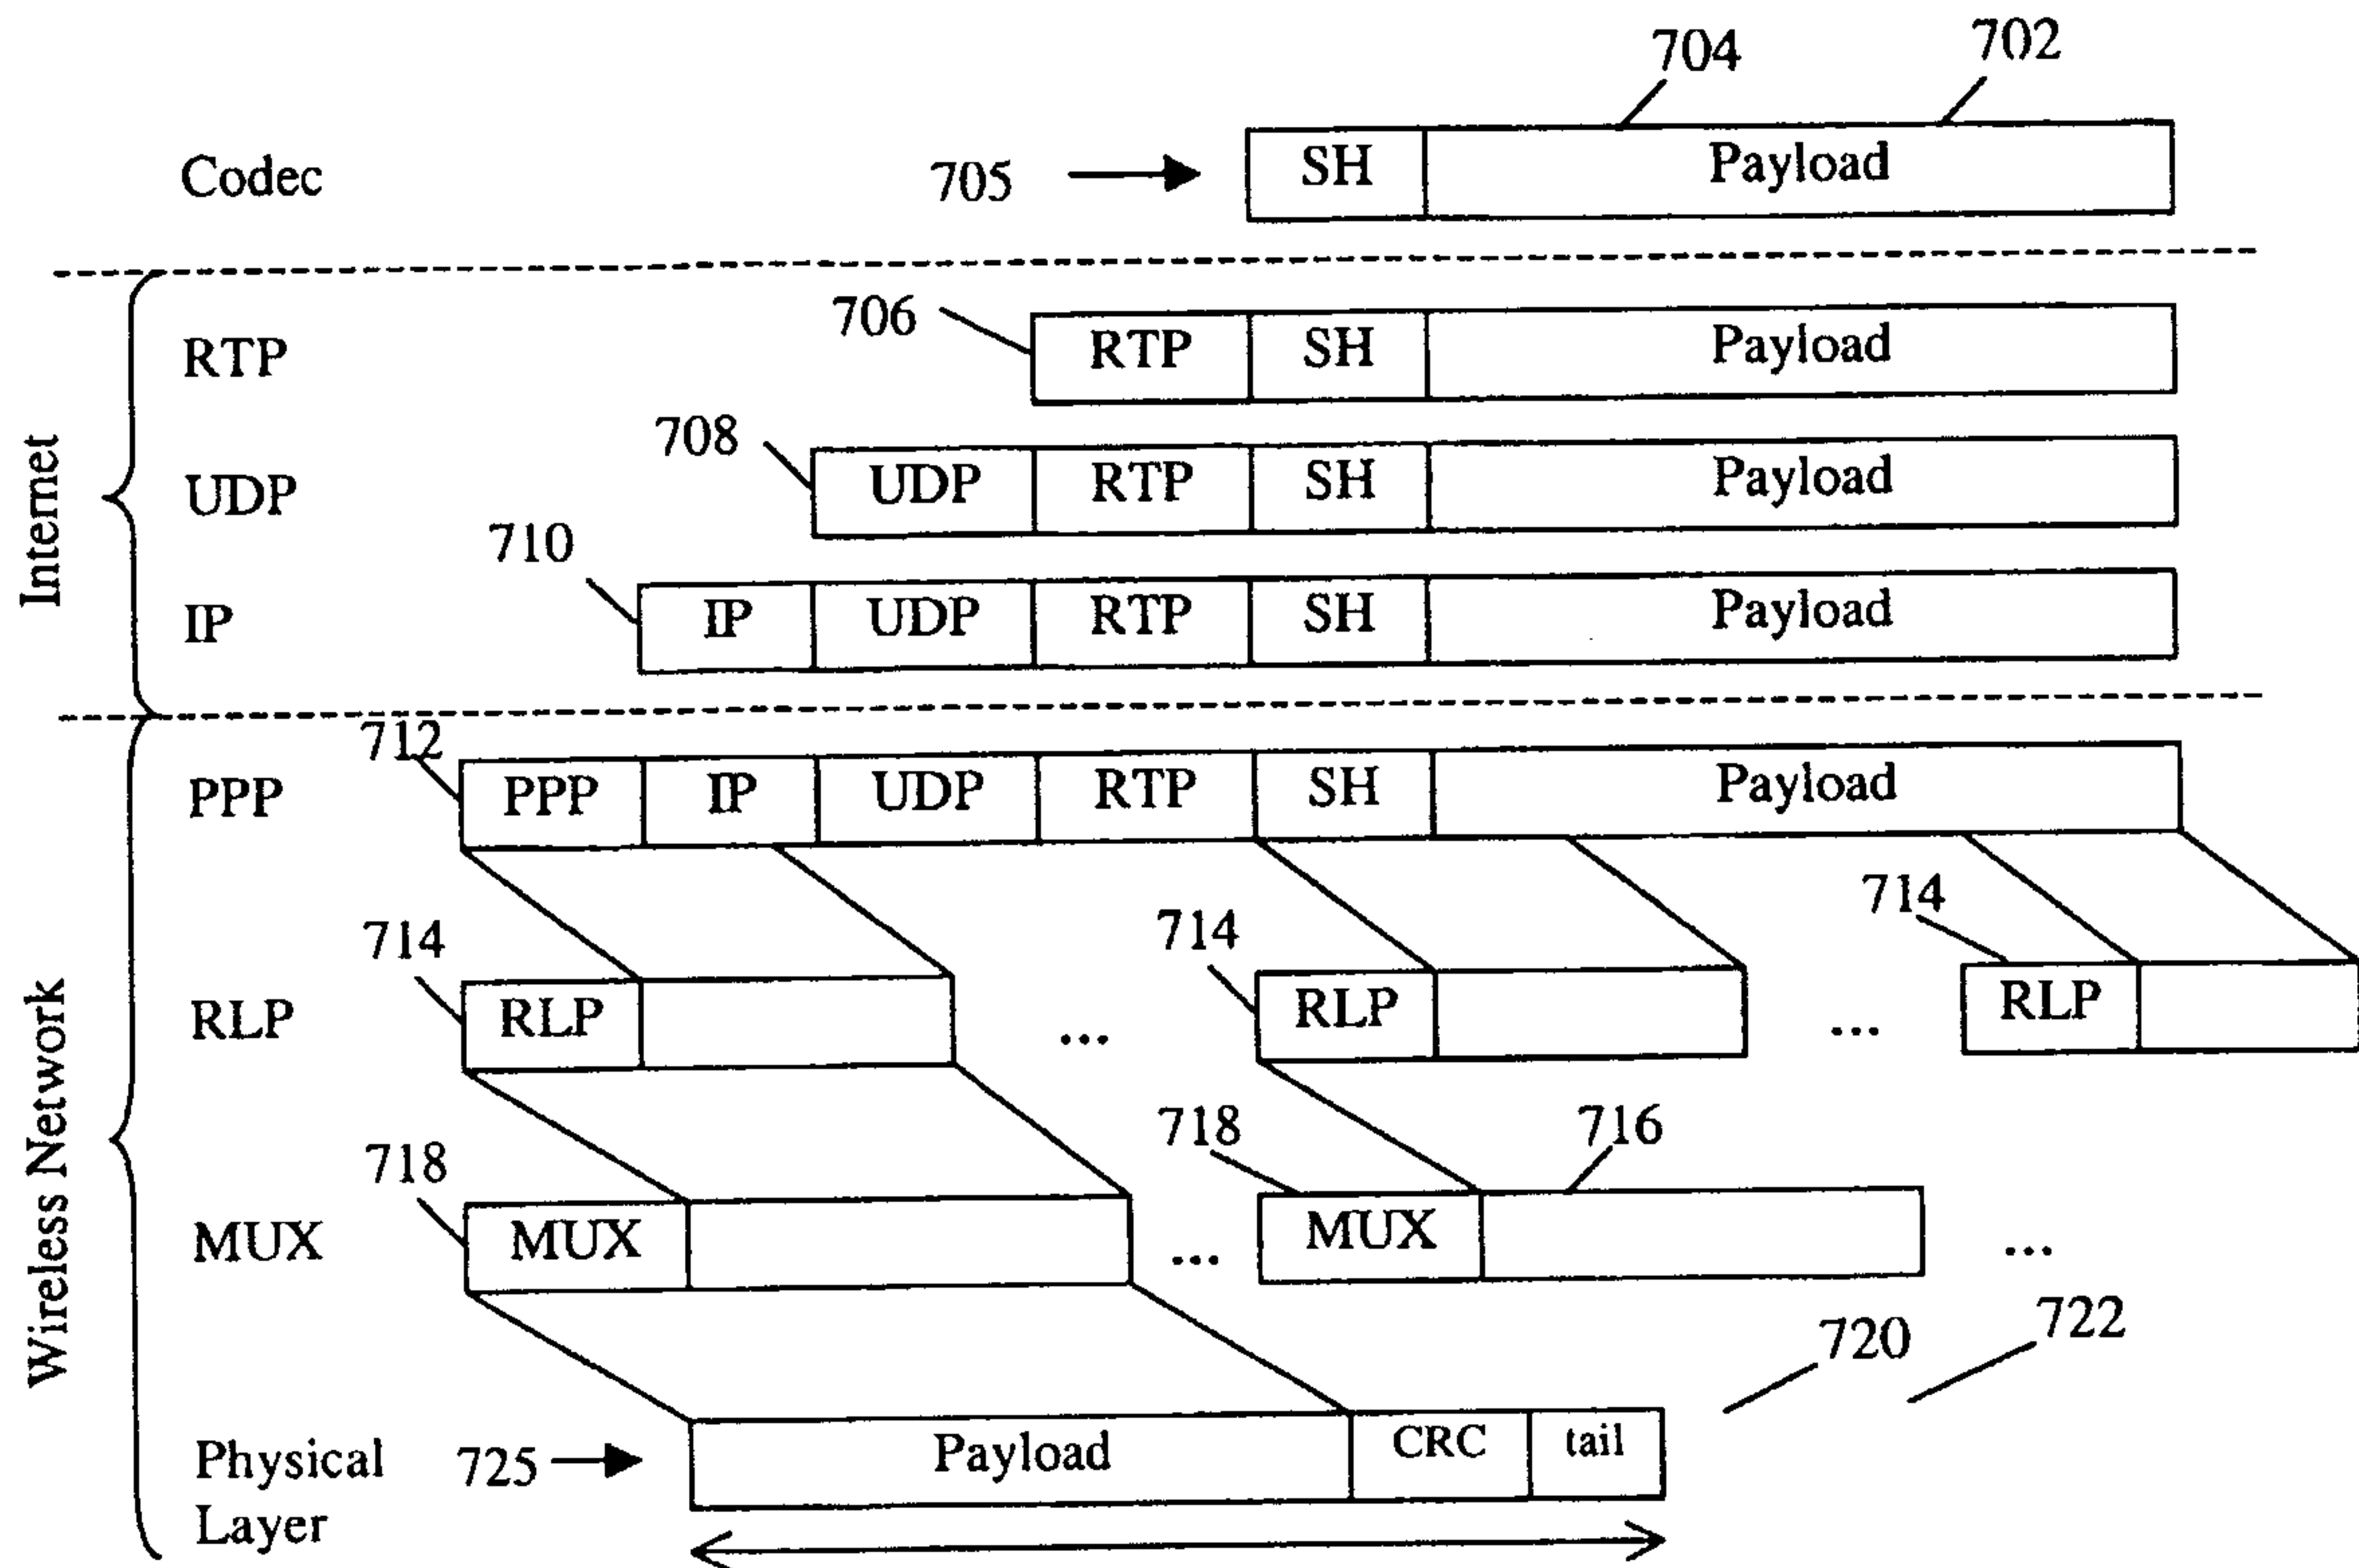 704 702
Codec 705 SH Payload
706
RTP RTP SH Payload
708
UDP UDP RTP SH Payload
710
IP IP UDP RTP SH Payload
Internet
712
PPP PPP IP UDP RTP SH Payload
714 714 714
RLP RLP ... RLP ... RLP
718 718 716
MUX MUX ... MUX ...
720 722
Physical
Layer
725 Payload CRC tail
Wireless Network